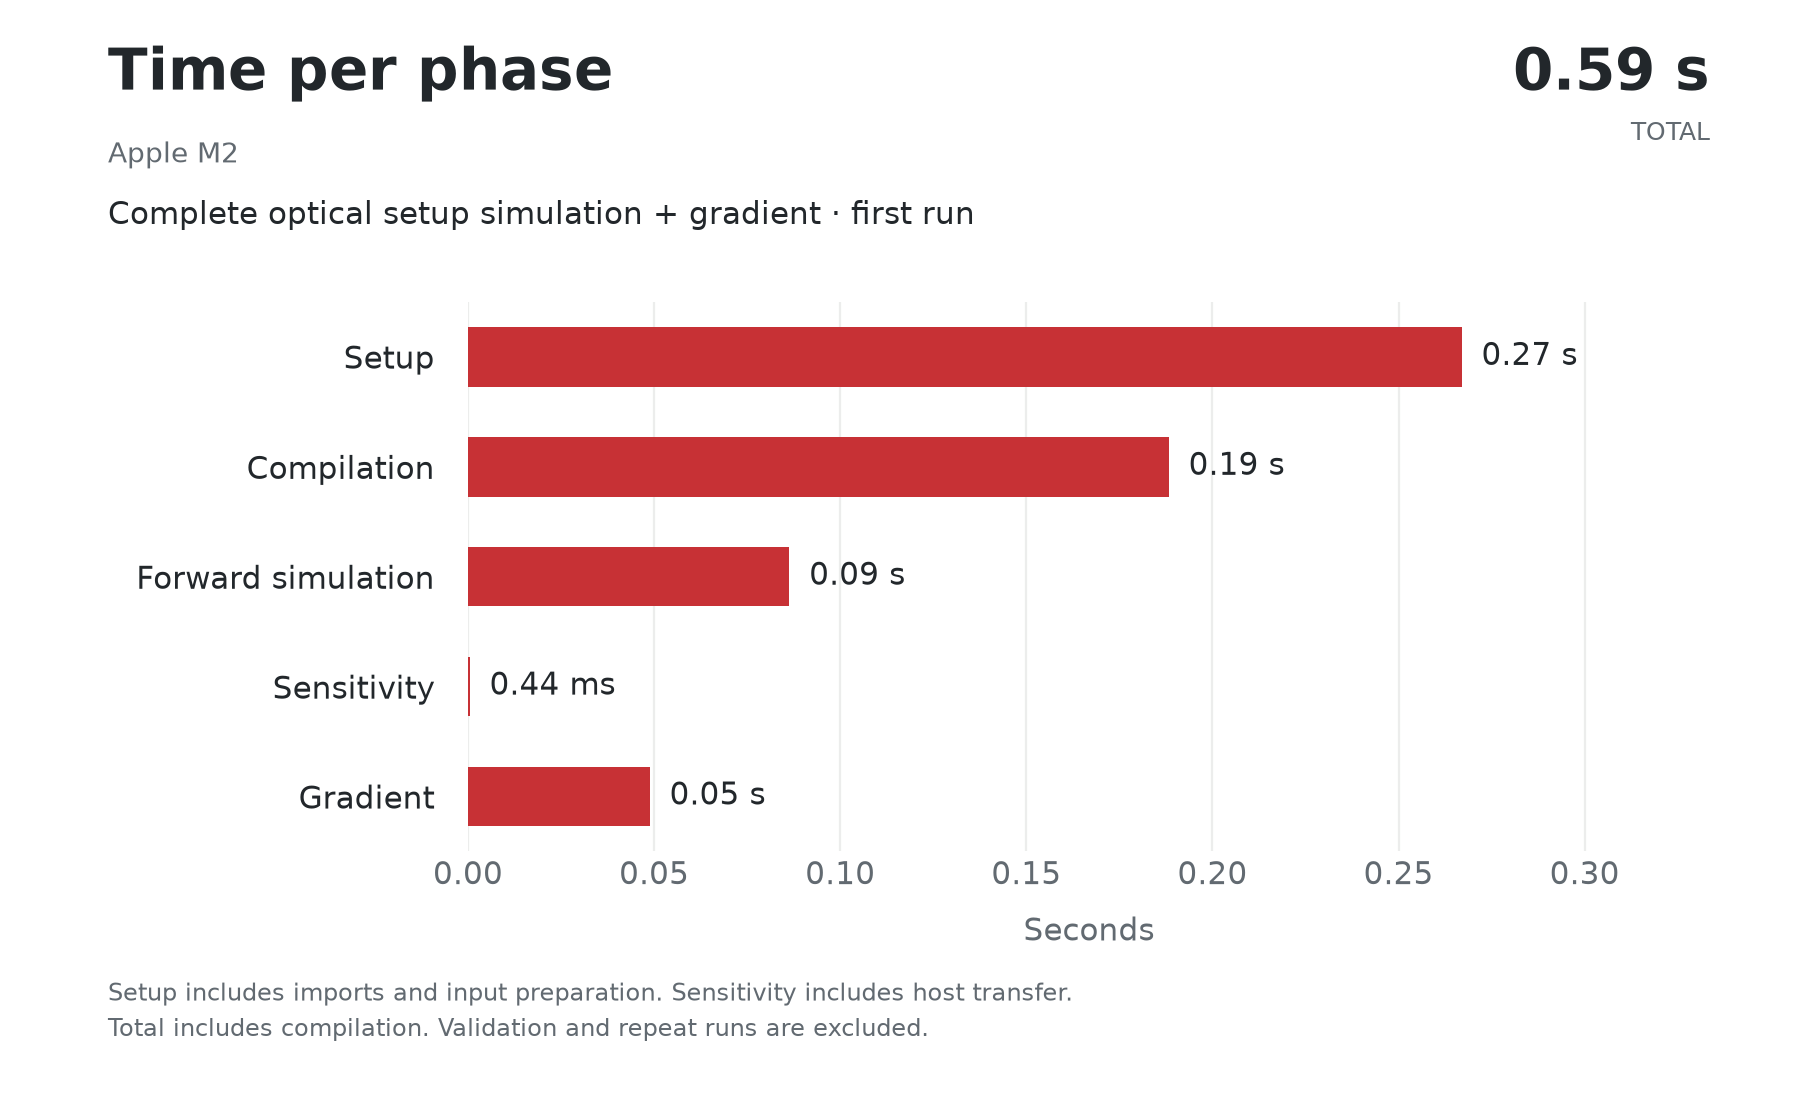 Time per phase
0.59 s
TOTAL
Apple M2
Complete optical setup simulation + gradient · first run
Setup
0.27 s
Compilation
0.19 s
Forward simulation
0.09 s
Sensitivity
0.44 ms
Gradient
0.05 s
0.00 0.05 0.10 0.15 0.20 0.25 0.30
Seconds
Setup includes imports and input preparation. Sensitivity includes host transfer.
Total includes compilation. Validation and repeat runs are excluded.